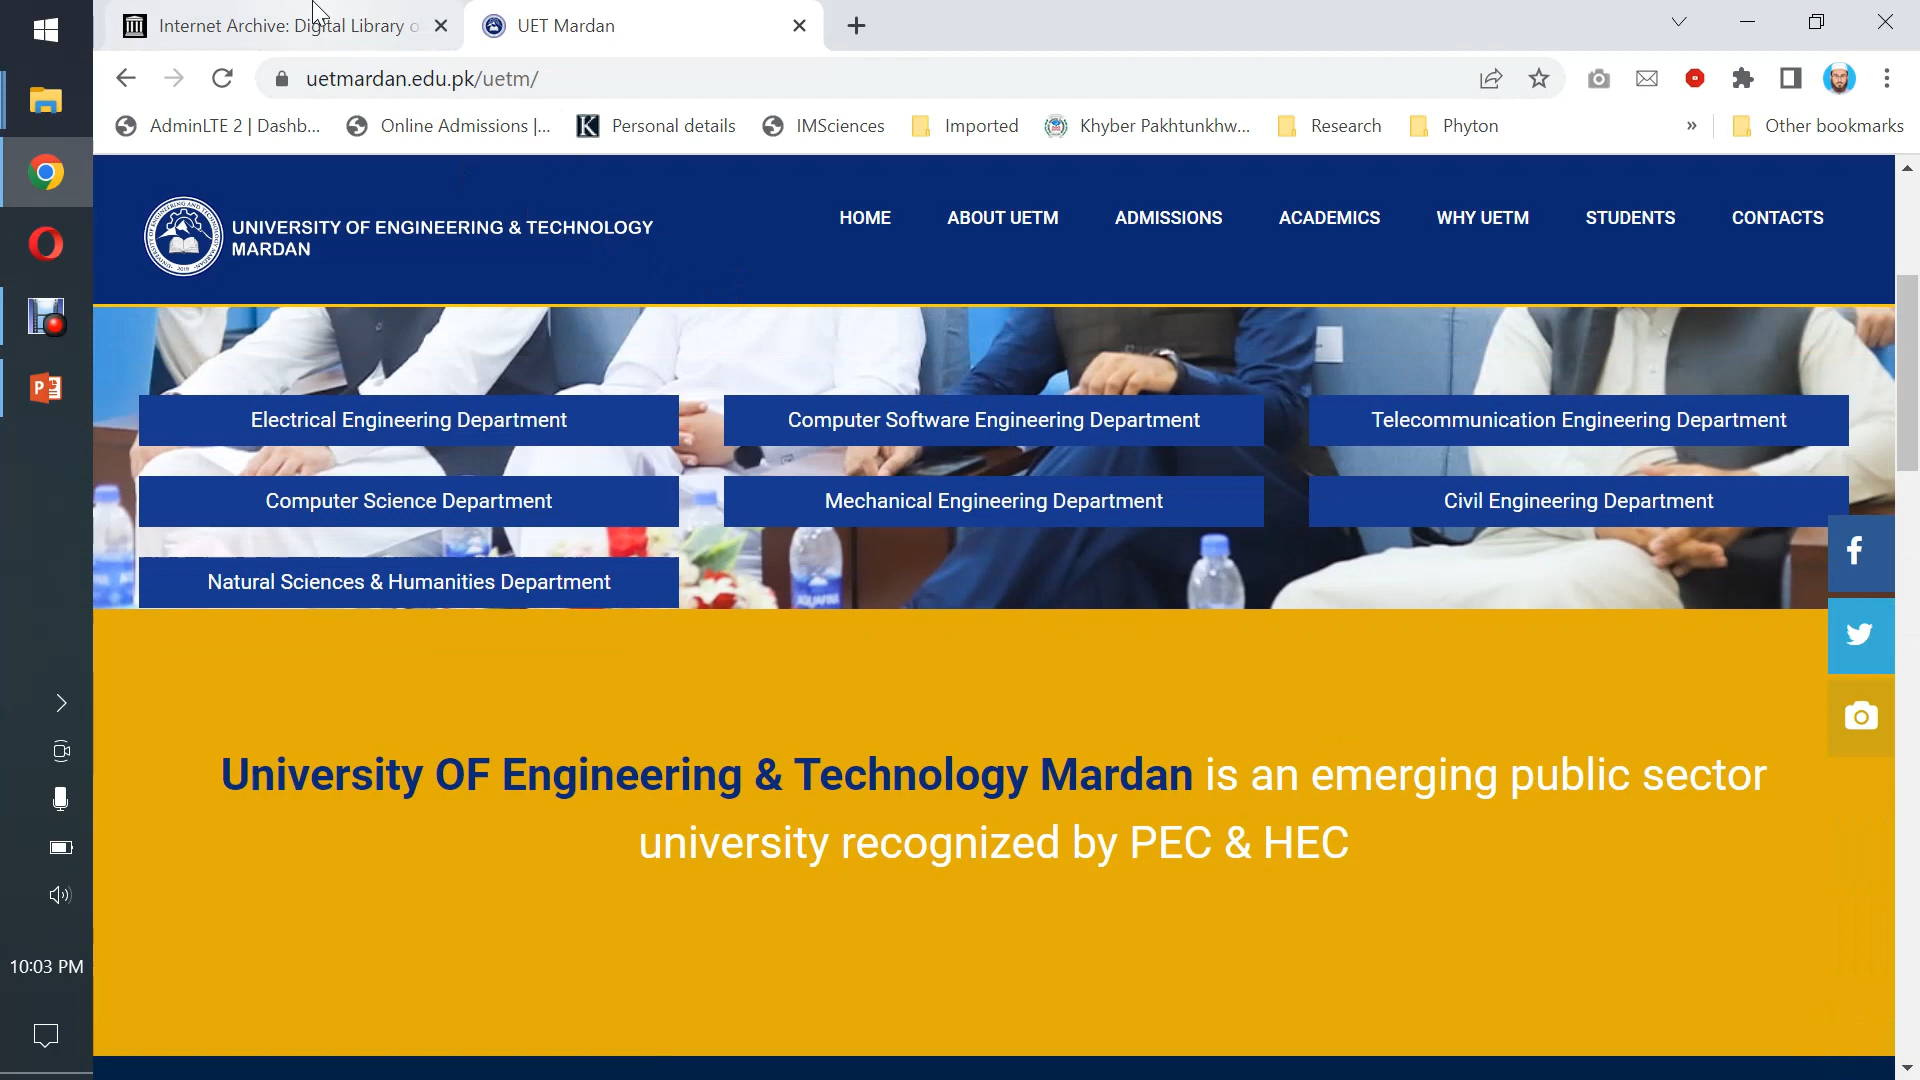 Internet Archive: Digital Library o
UET Mardan
uetmardan.edu.pk/uetm/
AdminLTE 2 | Dashb...
Online Admissions |...
Personal details
IMSciences
Imported
Khyber Pakhtunkhw...
Research
Phyton
»
Other bookmarks
UNIVERSITY OF ENGINEERING & TECHNOLOGY
MARDAN
HOME
ABOUT UETM
ADMISSIONS
ACADEMICS
WHY UETM
STUDENTS
CONTACTS
Electrical Engineering Department
Computer Software Engineering Department
Telecommunication Engineering Department
Computer Science Department
Mechanical Engineering Department
Civil Engineering Department
Natural Sciences & Humanities Department
University OF Engineering & Technology Mardan is an emerging public sector
university recognized by PEC & HEC
10:03 PM